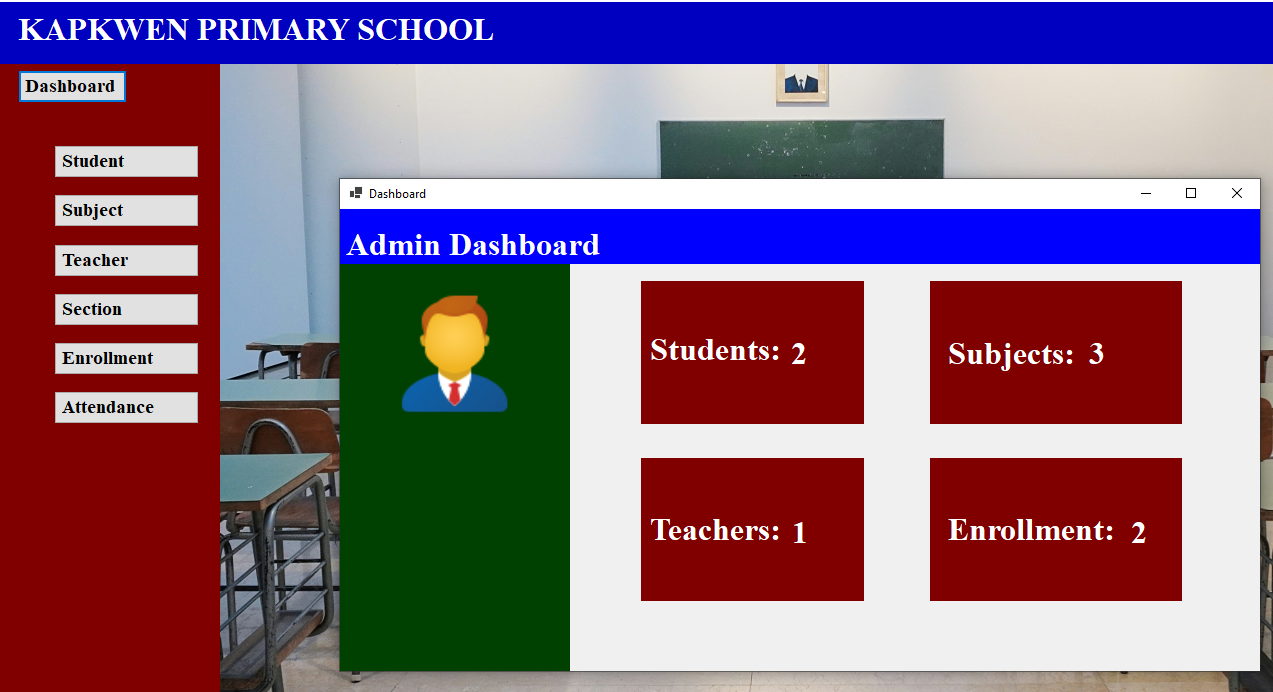 KAPKWEN PRIMARY SCHOOL
Dashboard
Student
Subject
Teacher
Section
Enrollment
Attendance
Dashboard
Admin Dashboard
Students: 2
Subjects: 3
Teachers: 1
Enrollment: 2